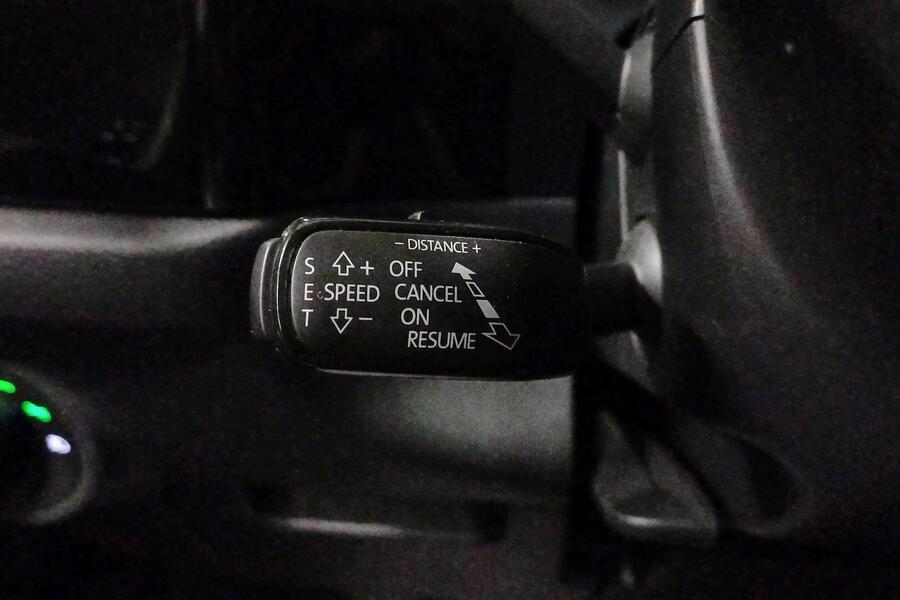 – DISTANCE +
S + OFF
E SPEED CANCEL
T – ON
RESUME